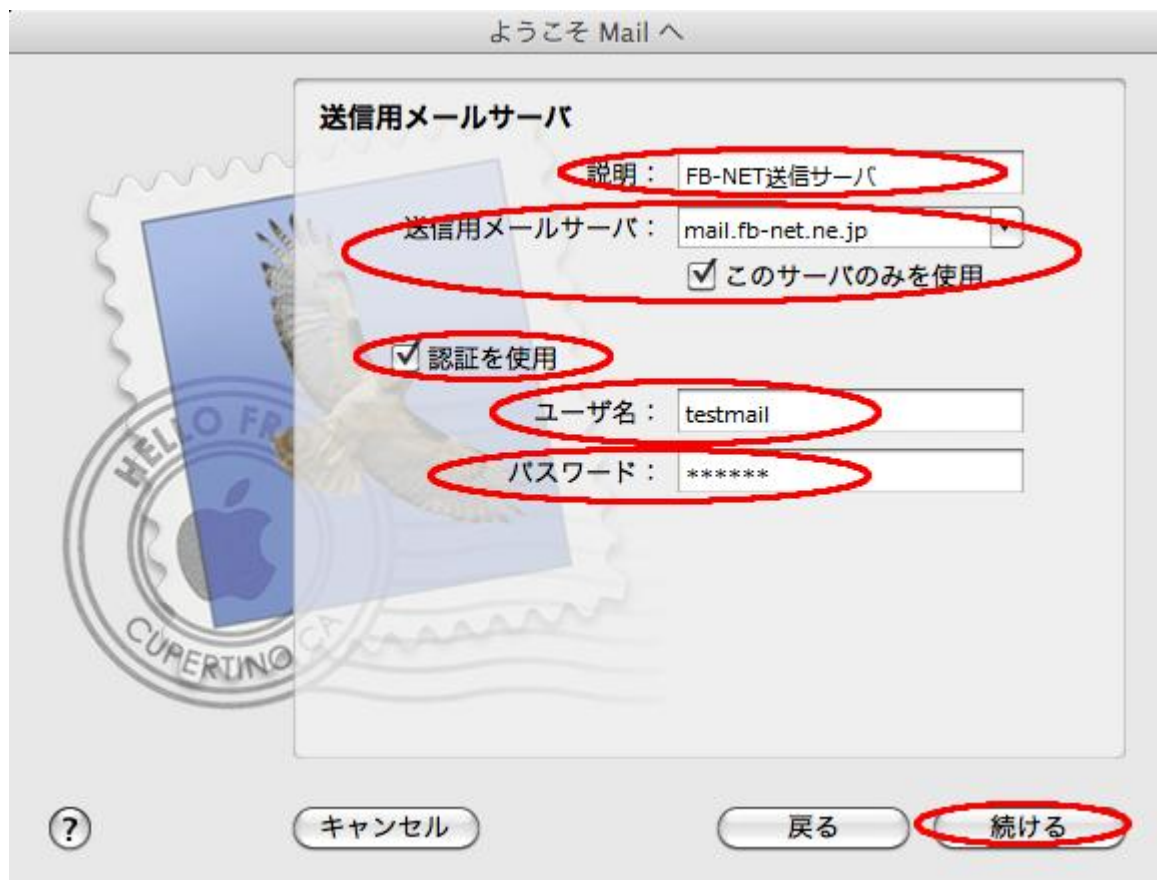 ようこそ Mail へ
送信用メールサーバ
説明： FB-NET送信サーバ
送信用メールサーバ： mail.fb-net.ne.jp
このサーバのみを使用
認証を使用
ユーザ名： testmail
パスワード： ******
HELLO FR
CUPERTINO CA
? キャンセル 戻る 続ける